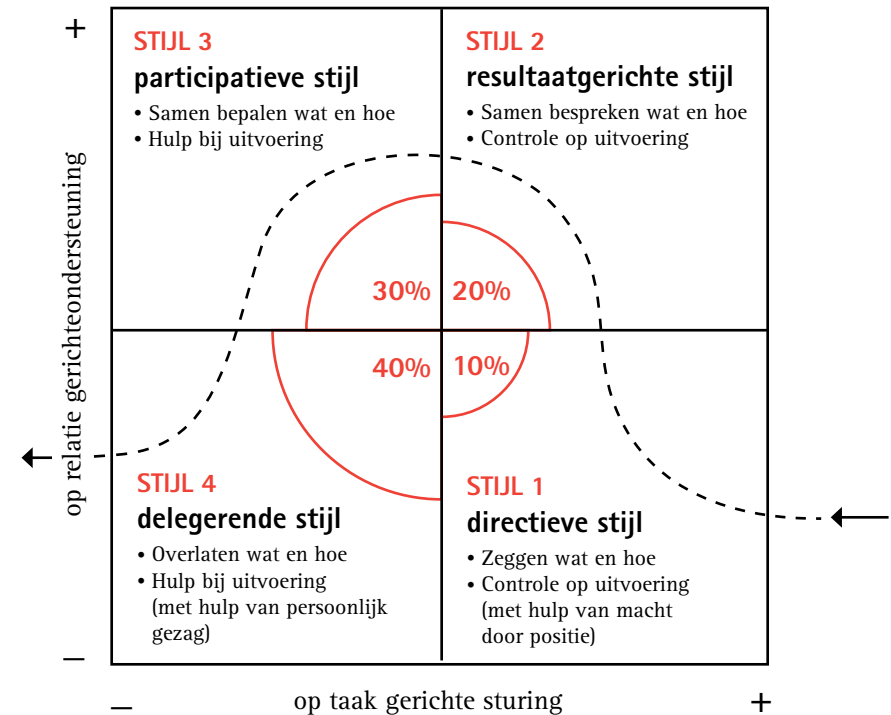 +
STIJL 3
participatieve stijl
• Samen bepalen wat en hoe
• Hulp bij uitvoering
STIJL 2
resultaatgerichte stijl
• Samen bespreken wat en hoe
• Controle op uitvoering
op relatie gerichteondersteuning
30%
20%
40%
10%
STIJL 4
delegerende stijl
• Overlaten wat en hoe
• Hulp bij uitvoering
(met hulp van persoonlijk
gezag)
STIJL 1
directieve stijl
• Zeggen wat en hoe
• Controle op uitvoering
(met hulp van macht
door positie)
–
–
op taak gerichte sturing
+